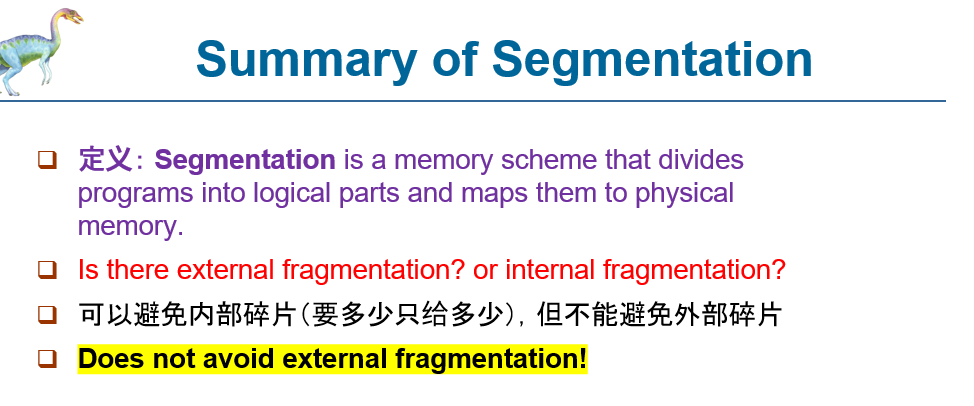 Summary of Segmentation
定义：Segmentation is a memory scheme that divides
programs into logical parts and maps them to physical
memory.
Is there external fragmentation? or internal fragmentation?
可以避免内部碎片（要多少只给多少），但不能避免外部碎片
Does not avoid external fragmentation!